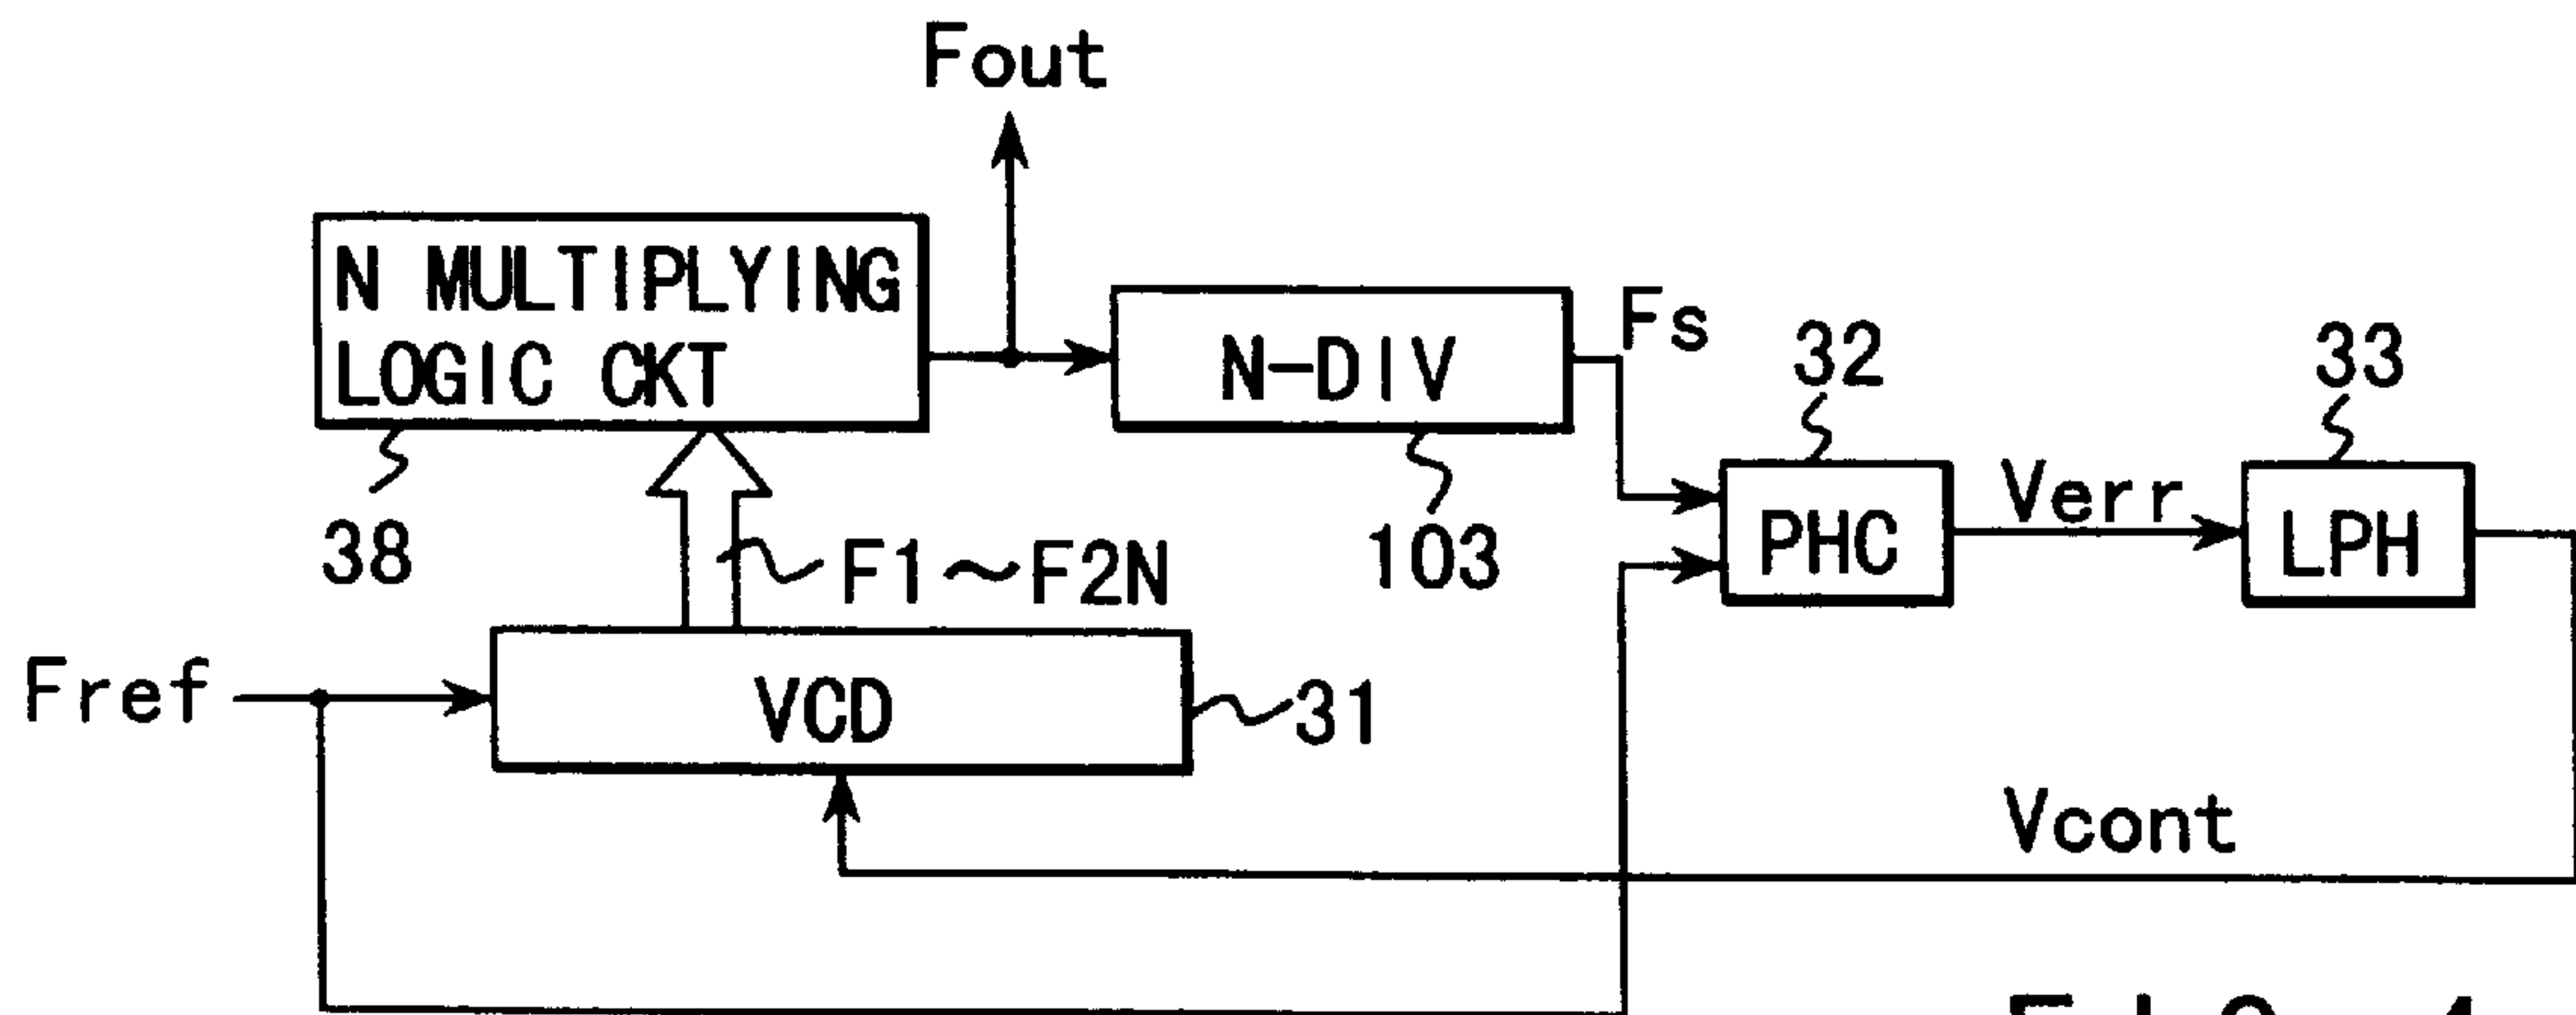 Fout
N MULTIPLYING
LOGIC CKT
N-DIV
Fs
32
33
38
F1~F2N
103
PHC
Verr
LPH
Fref
VCD
31
Vcont